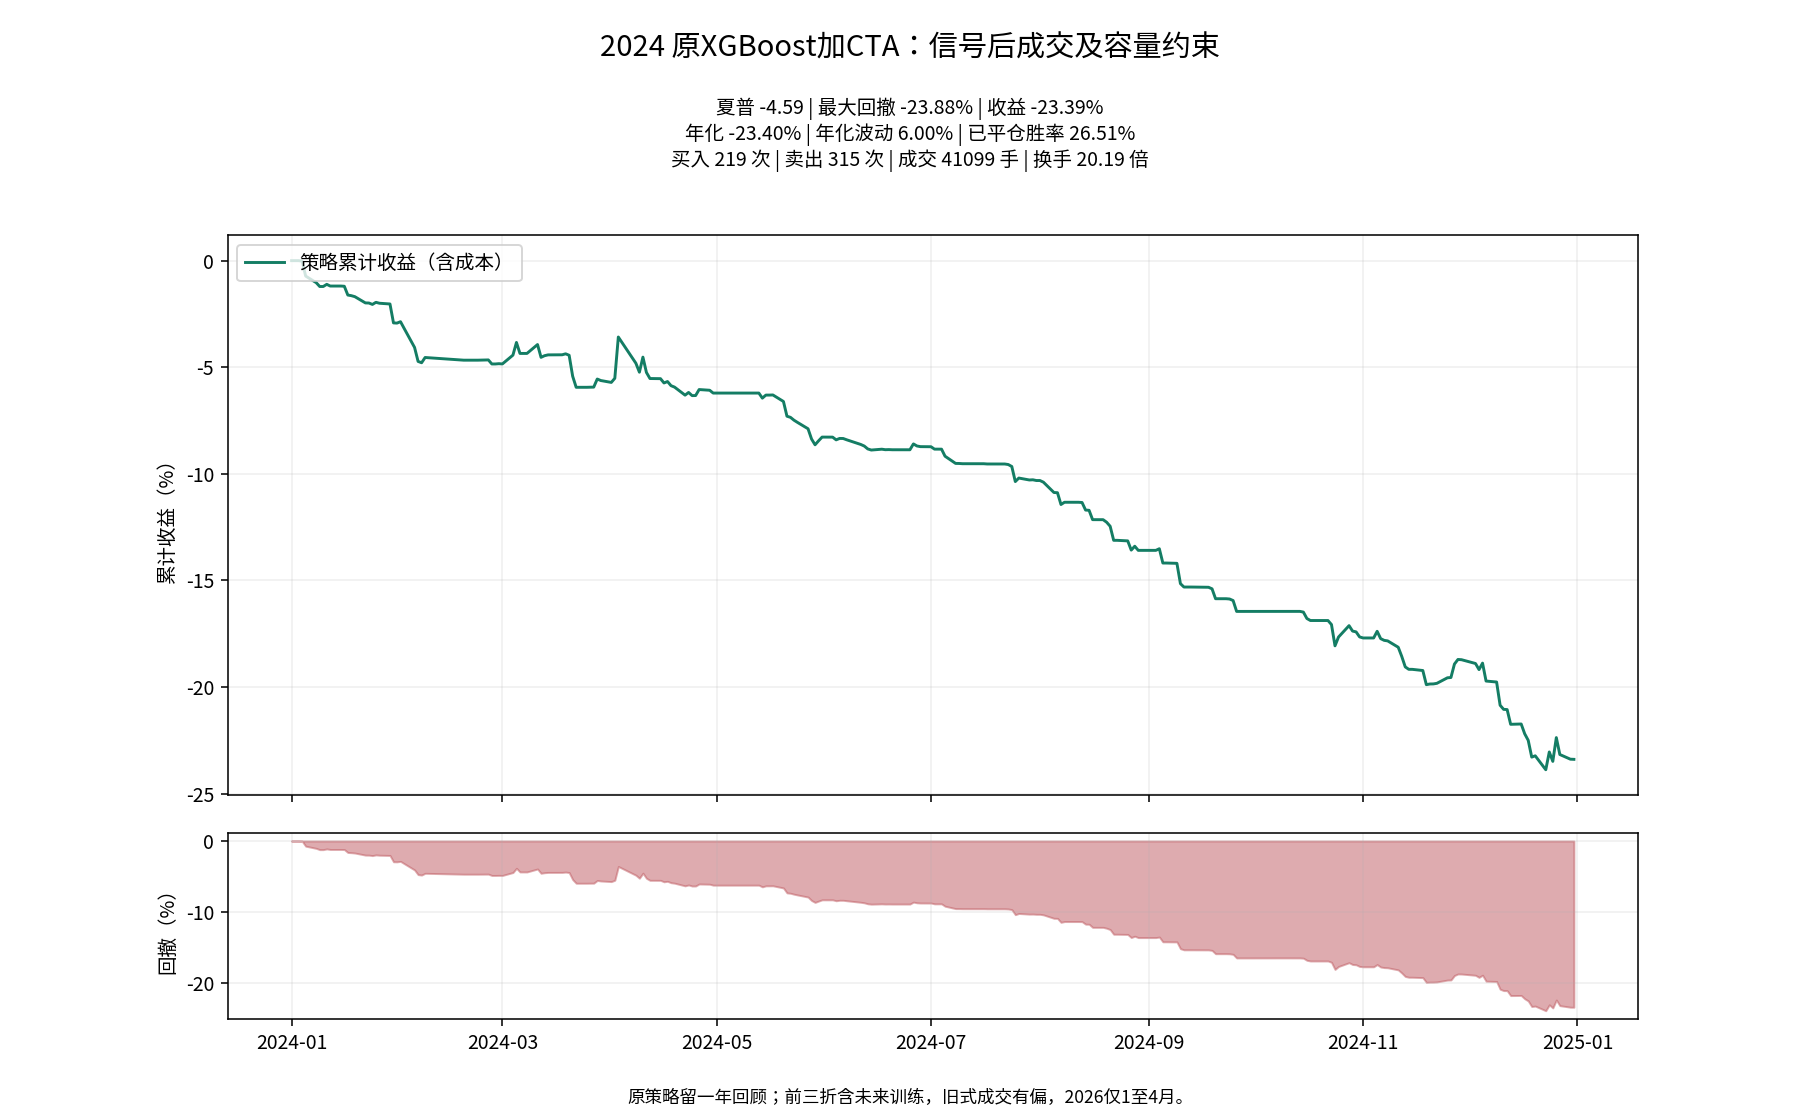 2024 原XGBoost加CTA：信号后成交及容量约束
夏普 -4.59 | 最大回撤 -23.88% | 收益 -23.39%
年化 -23.40% | 年化波动 6.00% | 已平仓胜率 26.51%
买入 219 次 | 卖出 315 次 | 成交 41099 手 | 换手 20.19 倍
策略累计收益（含成本）
累计收益（%）
0
-5
-10
-15
-20
-25
回撤（%）
0
-10
-20
2024-01
2024-03
2024-05
2024-07
2024-09
2024-11
2025-01
原策略留一年回顾；前三折含未来训练，旧式成交有偏，2026仅1至4月。